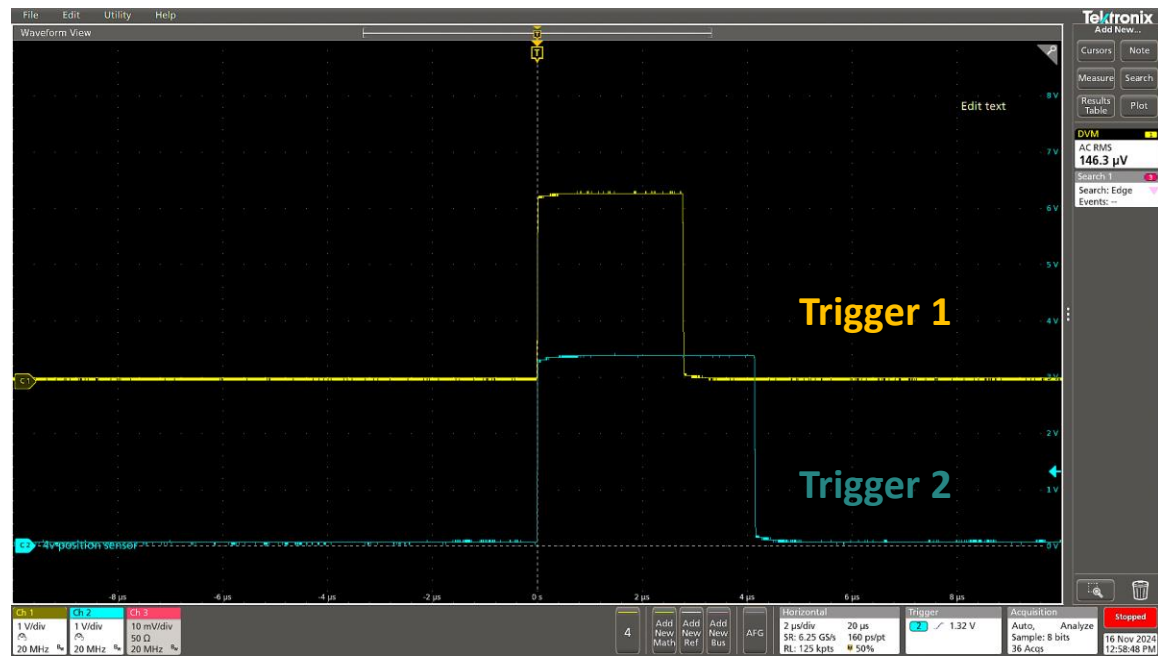 File Edit Utility Help
Tektronix
Waveform View
Add New...
T
T
Cursors Note
Measure Search
Results Table Plot
8 V
Edit text
DVM 1
AC RMS
146.3 µV
7 V
Search 1 3
Search: Edge
Events: --
6 V
5 V
Trigger 1
4 V
C 1
3 V
2 V
Trigger 2
1 V
C 2
4v position sensor
0 V
-8 µs -6 µs -4 µs -2 µs 0 s 2 µs 4 µs 6 µs 8 µs
Ch 1
1 V/div
20 MHz
Ch 2
1 V/div
20 MHz
Ch 3
10 mV/div
50 Ω
20 MHz
4
Add New Math
Add New Ref
Add New Bus
AFG
Horizontal
2 µs/div 20 µs
SR: 6.25 GS/s 160 ps/pt
RL: 125 kpts 50%
Trigger
2 1.32 V
Acquisition
Auto, Analyze
Sample: 8 bits
36 Acqs
Stopped
16 Nov 2024
12:58:48 PM